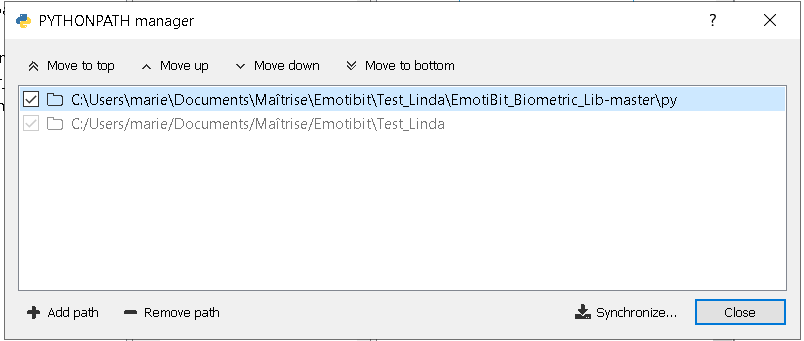 PYTHONPATH manager
Move to top Move up Move down Move to bottom
C:\Users\marie\Documents\Maîtrise\Emotibit\Test_Linda\EmotiBit_Biometric_Lib-master\py
C:/Users/marie/Documents/Maîtrise/Emotibit\Test_Linda
Add path Remove path Synchronize... Close